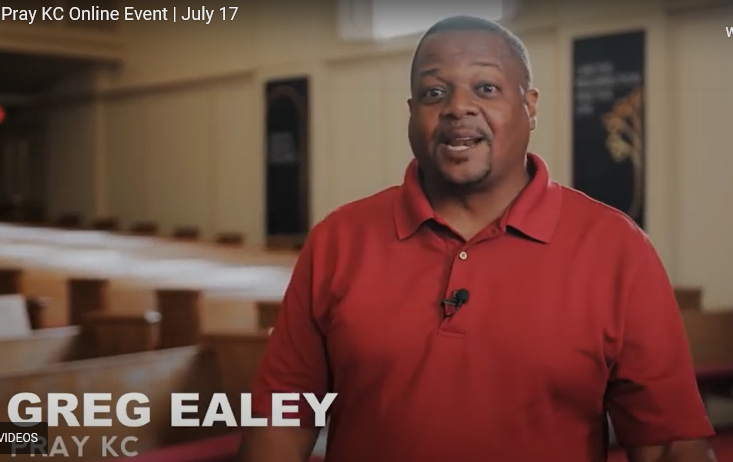 Pray KC Online Event | July 17
W
GREG EALEY
VIDEOS
PRAY KC